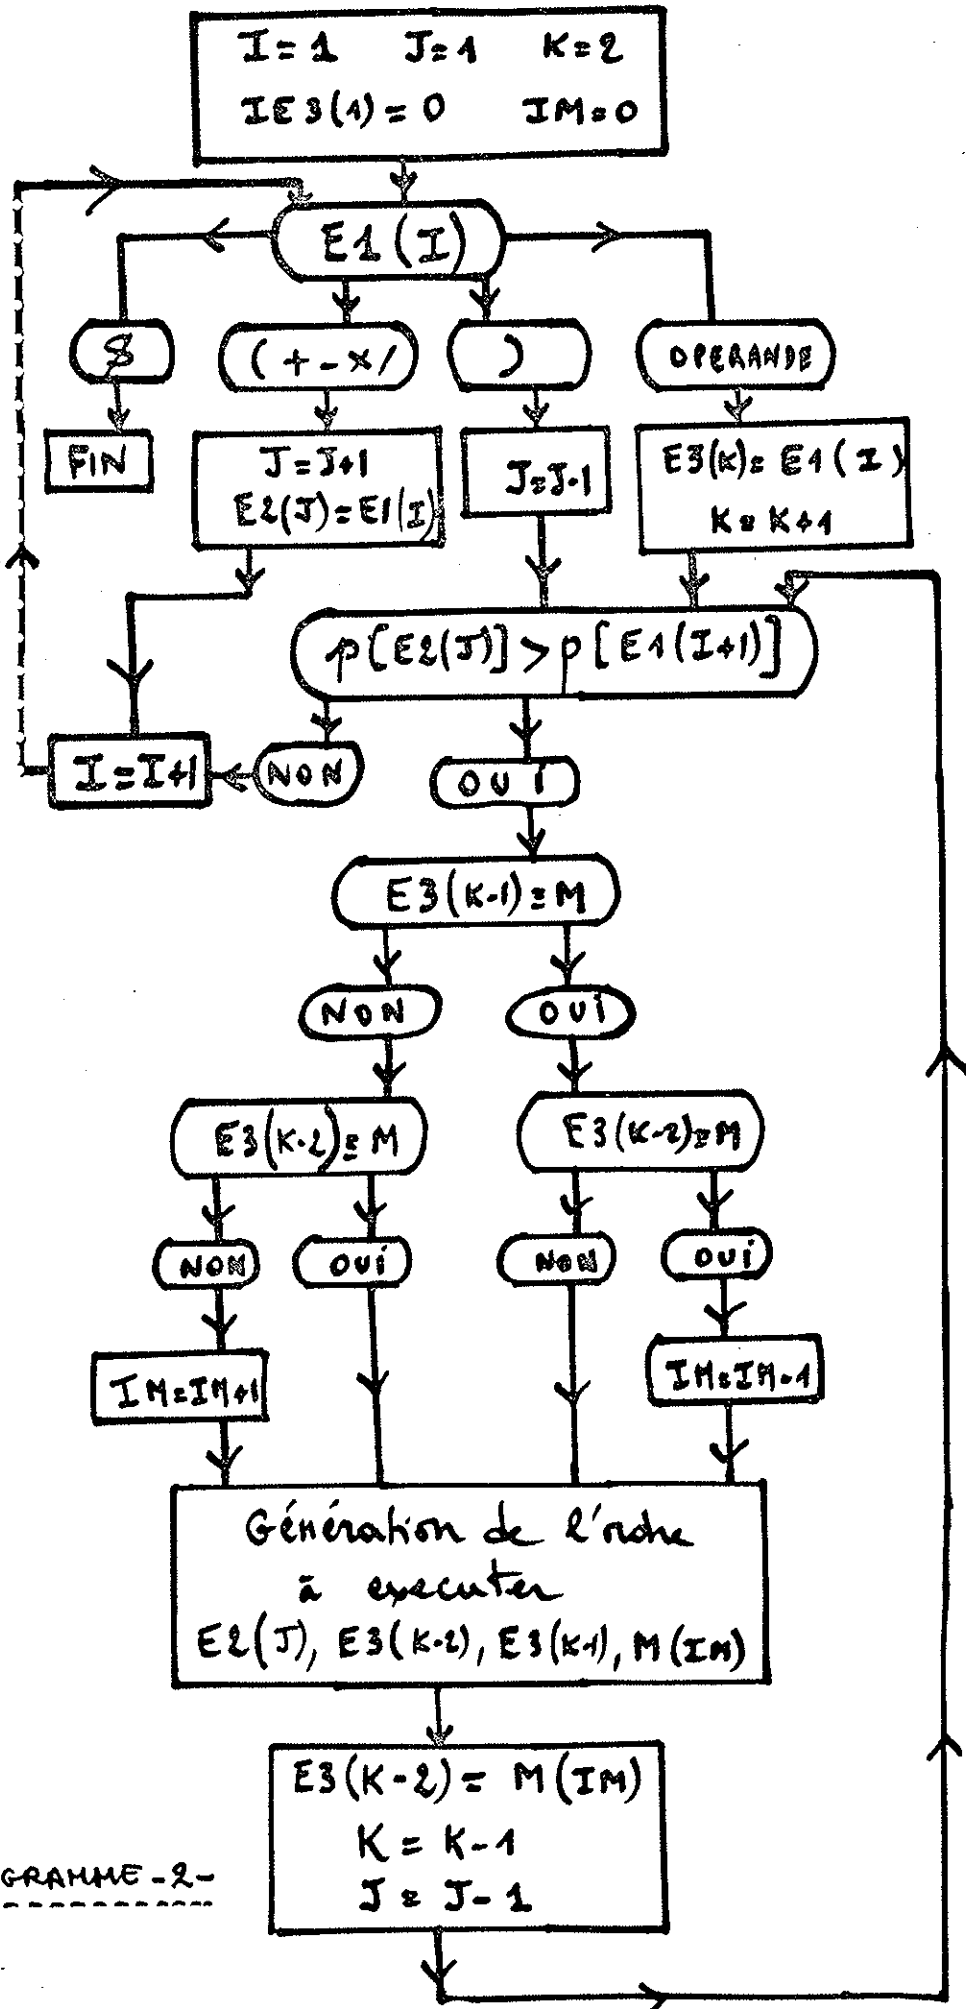 I=1 J=1 K=2
IE3(1)=0 IM=0
E1(I)
$
( + - × /
)
OPERANDE
FIN
J=J+1
E2(J)=E1(I)
J=J-1
E3(K)=E1(I)
K=K+1
p[E2(J)]>p[E1(I+1)]
I=I+1
NON
OUi
E3(K-1)=M
NON
OUi
E3(K-2)=M
E3(K-2)=M
NON
OUi
NON
OUi
IM=IM+1
IM=IM-1
Génération de l'ordre
à executer
E2(J), E3(K-2), E3(K-1), M(IM)
E3(K-2) = M(IM)
K = K-1
J = J-1
GRAMME-2-